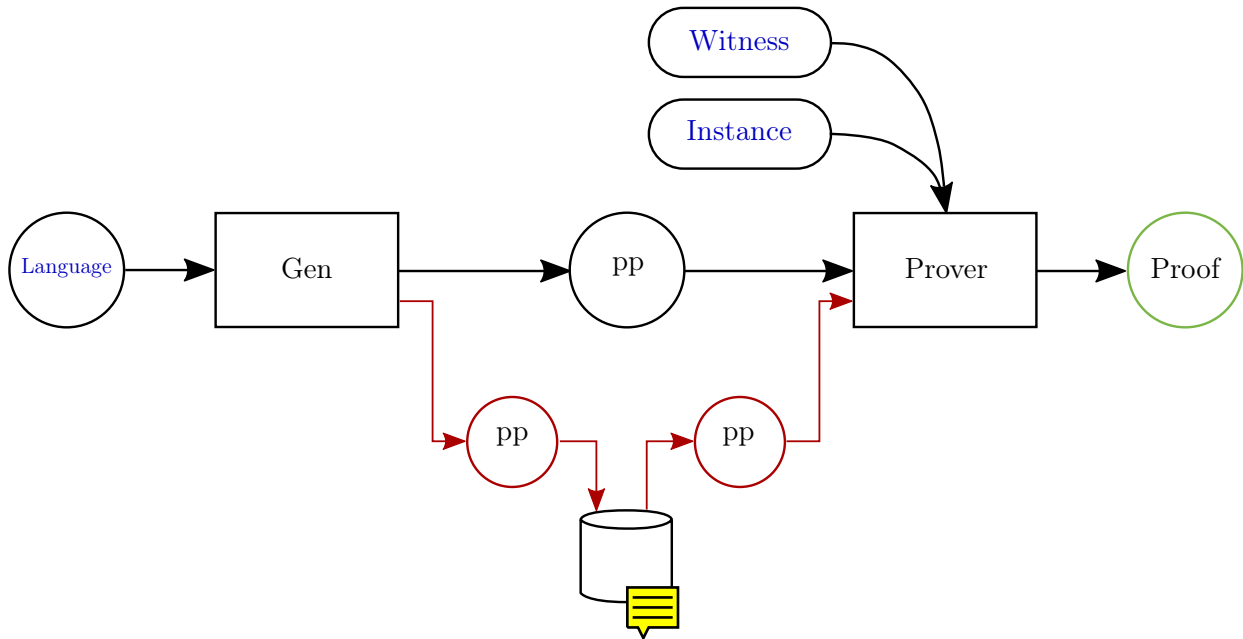 Witness
Instance
Language
Gen
pp
Prover
Proof
pp
pp